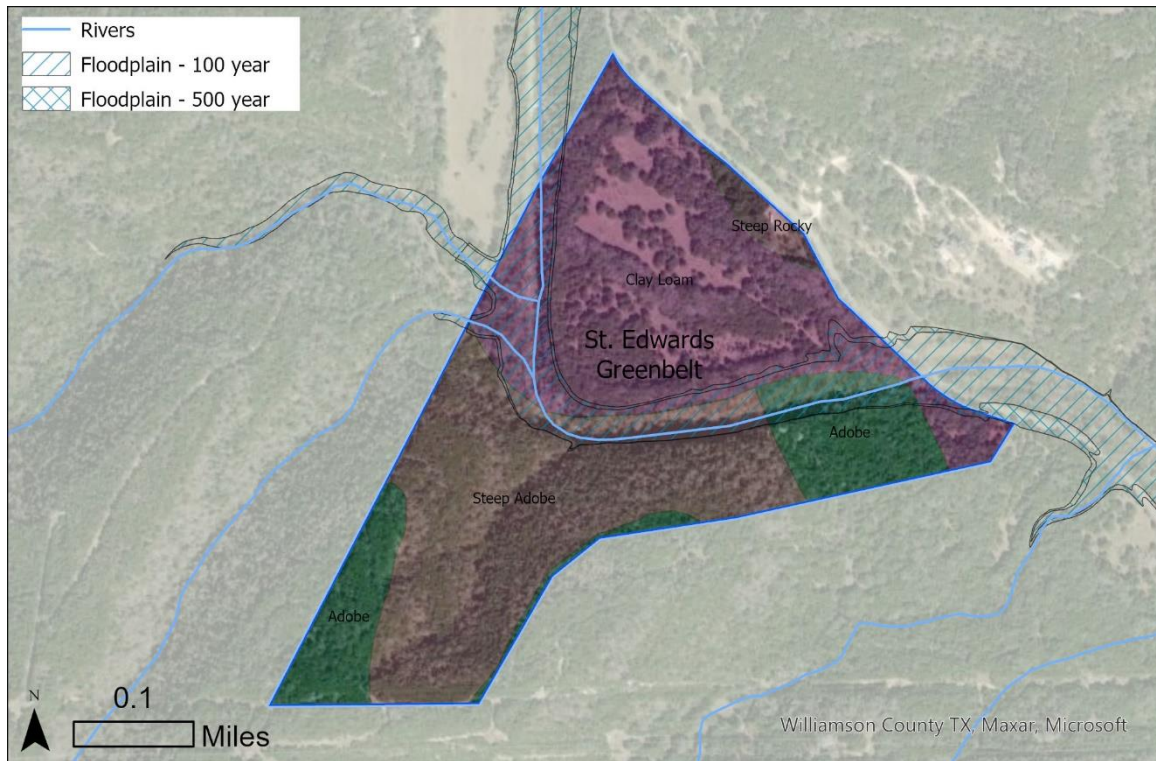 Rivers
Floodplain - 100 year
Floodplain - 500 year
Steep Rocky
Clay Loam
St. Edwards
Greenbelt
Adobe
Steep Adobe
Adobe
N
0.1
Miles
Williamson County TX, Maxar, Microsoft